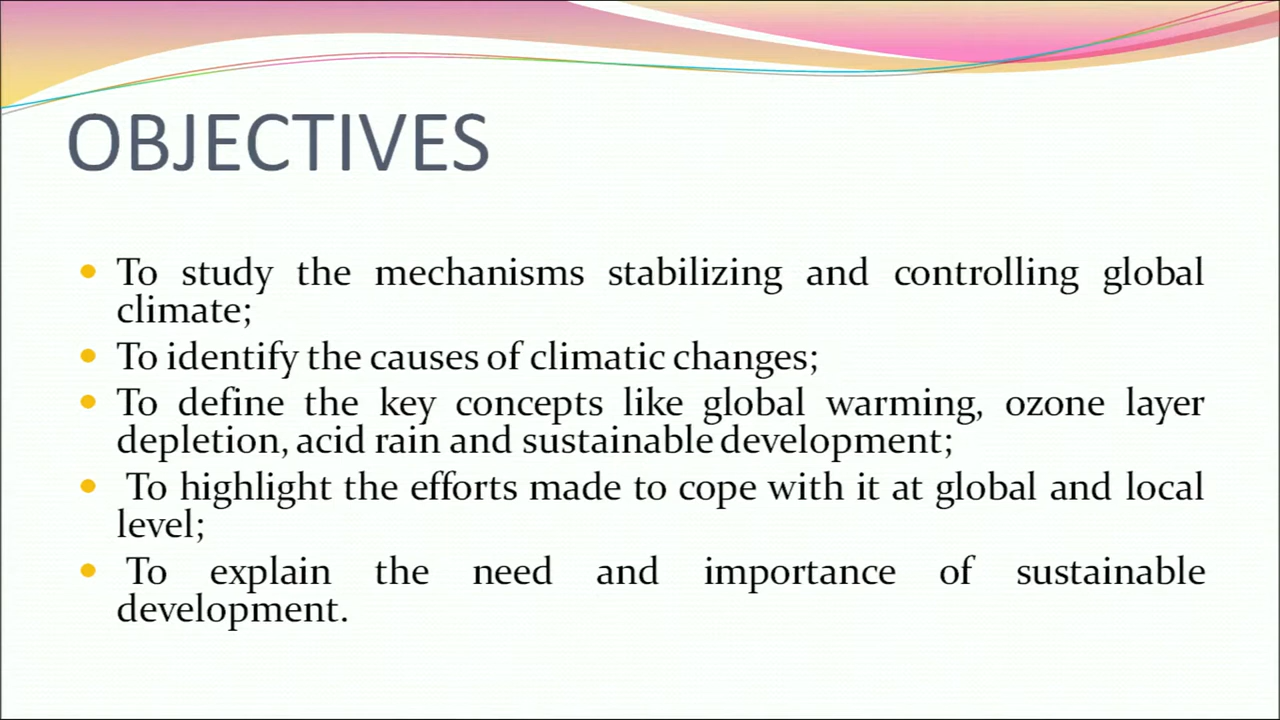 OBJECTIVES
• To study the mechanisms stabilizing and controlling global
climate;
• To identify the causes of climatic changes;
• To define the key concepts like global warming, ozone layer
depletion, acid rain and sustainable development;
• To highlight the efforts made to cope with it at global and local
level;
• To explain the need and importance of sustainable
development.